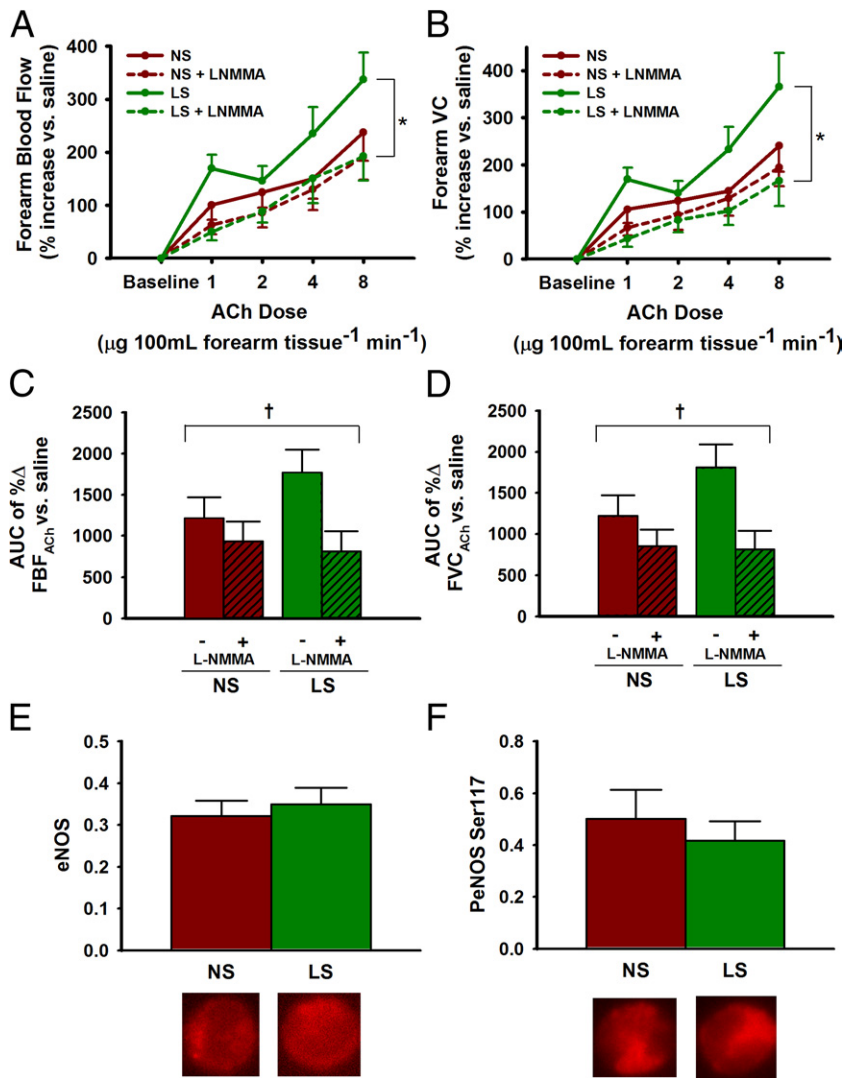 A
400
300
200
100
0
Forearm Blood Flow
(% increase vs. saline)
NS
NS + LNMMA
LS
LS + LNMMA
*
Baseline 1 2 4 8
ACh Dose
(µg 100mL forearm tissue⁻¹ min⁻¹)
B
400
300
200
100
0
Forearm VC
(% increase vs. saline)
NS
NS + LNMMA
LS
LS + LNMMA
*
Baseline 1 2 4 8
ACh Dose
(µg 100mL forearm tissue⁻¹ min⁻¹)
C
2500
2000
1500
1000
500
0
AUC of %Δ
FBF_ACh vs. saline
†
- + - +
L-NMMA L-NMMA
NS LS
D
2500
2000
1500
1000
500
0
AUC of %Δ
FVC_ACh vs. saline
†
- + - +
L-NMMA L-NMMA
NS LS
E
0.5
0.4
0.3
0.2
0.1
0.0
eNOS
NS LS
F
0.8
0.6
0.4
0.2
0.0
PeNOS Ser117
NS LS